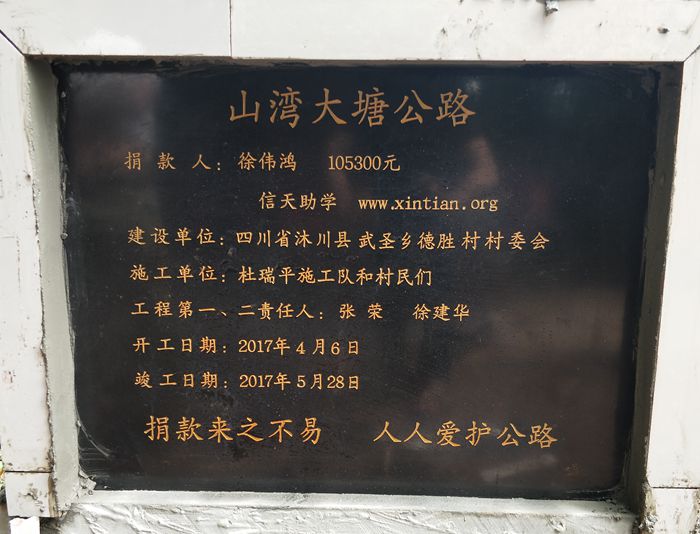 山湾大塘公路
捐款人：徐伟鸿 105300元
信天助学 www.xintian.org
建设单位：四川省沐川县武圣乡德胜村村委会
施工单位：杜瑞平施工队和村民们
工程第一、二责任人：张荣 徐建华
开工日期：2017年4月6日
竣工日期：2017年5月28日
捐款来之不易 人人爱护公路